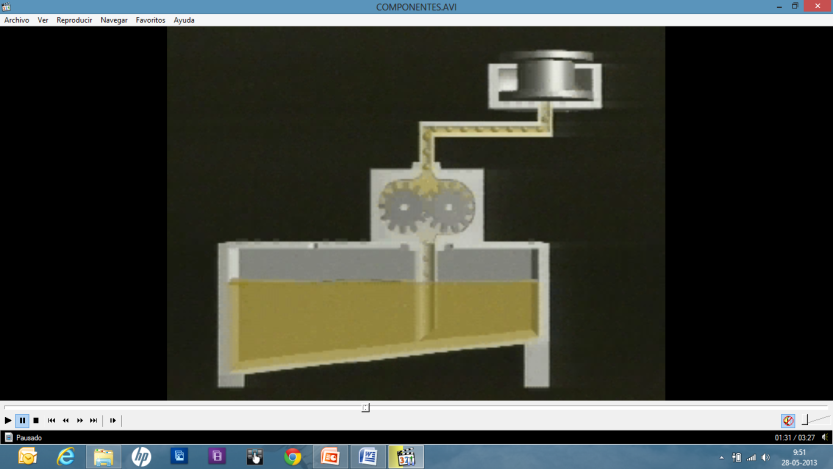 COMPONENTES.AVI
Archivo Ver Reproducir Navegar Favoritos Ayuda
Pausado
01:31 / 03:27
9:51
28-05-2013